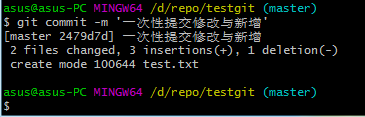 asus@asus-PC MINGW64 /d/repo/testgit (master)
$ git commit -m '一次性提交修改与新增'
[master 2479d7d] 一次性提交修改与新增
 2 files changed, 3 insertions(+), 1 deletion(-)
 create mode 100644 test.txt

asus@asus-PC MINGW64 /d/repo/testgit (master)
$